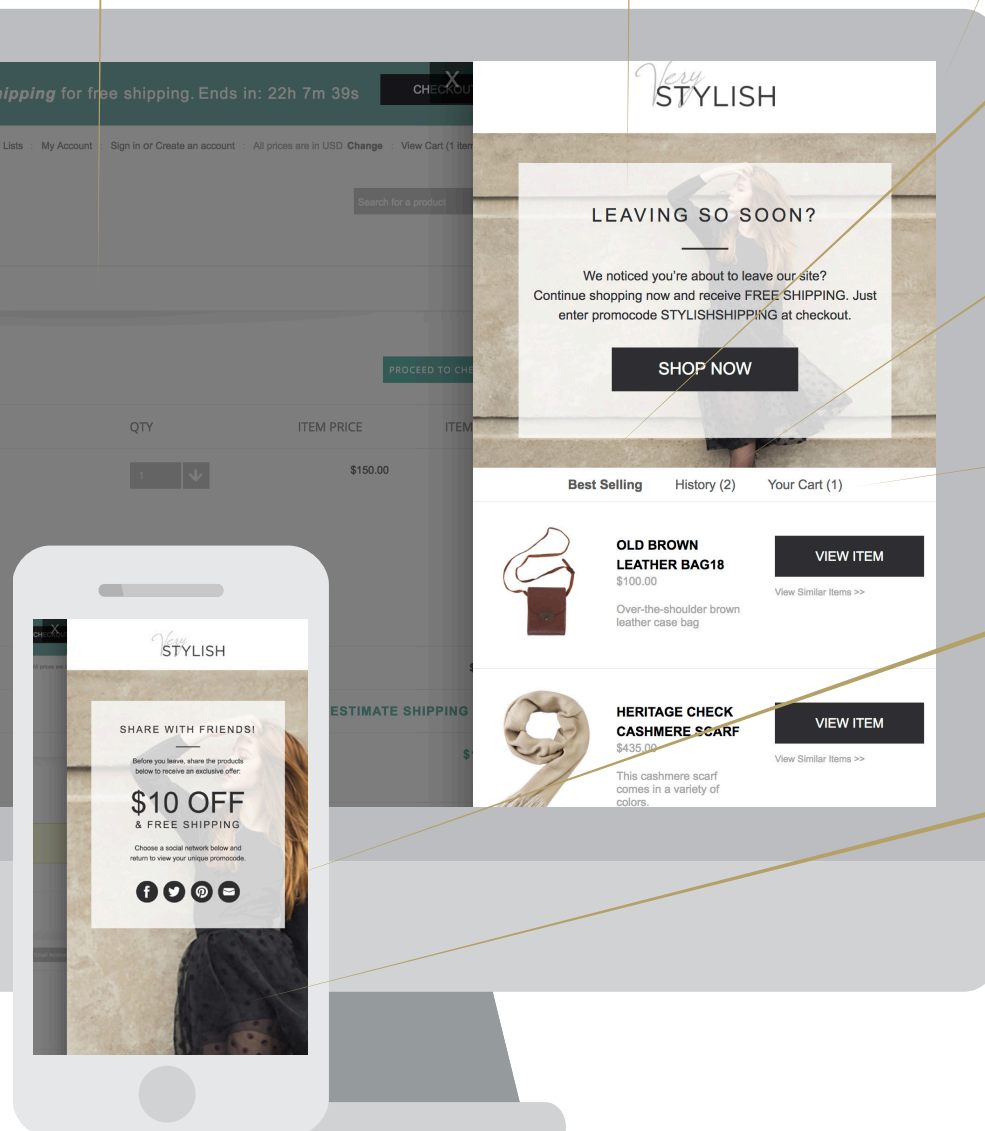 ipping for free shipping. Ends in: 22h 7m 39s
CHECKOUT
X
Lists : My Account : Sign in or Create an account : All prices are in USD Change : View Cart (1 item
Search for a product
PROCEED TO CHE
QTY
ITEM PRICE
ITEM
1
$150.00
ESTIMATE SHIPPING
$
Very
STYLISH
LEAVING SO SOON?
We noticed you're about to leave our site?
Continue shopping now and receive FREE SHIPPING. Just
enter promocode STYLISHSHIPPING at checkout.
SHOP NOW
Best Selling
History (2)
Your Cart (1)
OLD BROWN
LEATHER BAG18
$100.00
Over-the-shoulder brown
leather case bag
VIEW ITEM
View Similar Items >>
HERITAGE CHECK
CASHMERE SCARF
$435.00
This cashmere scarf
comes in a variety of
colors.
VIEW ITEM
View Similar Items >>
X
Very
STYLISH
SHARE WITH FRIENDS!
Before you leave, share the products
below to receive an exclusive offer:
$10 OFF
& FREE SHIPPING
Choose a social network below and
return to view your unique promocode.